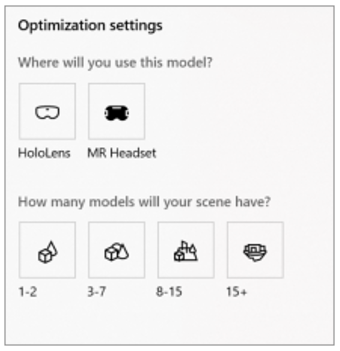 Optimization settings
Where will you use this model?
HoloLens MR Headset
How many models will your scene have?
1-2 3-7 8-15 15+